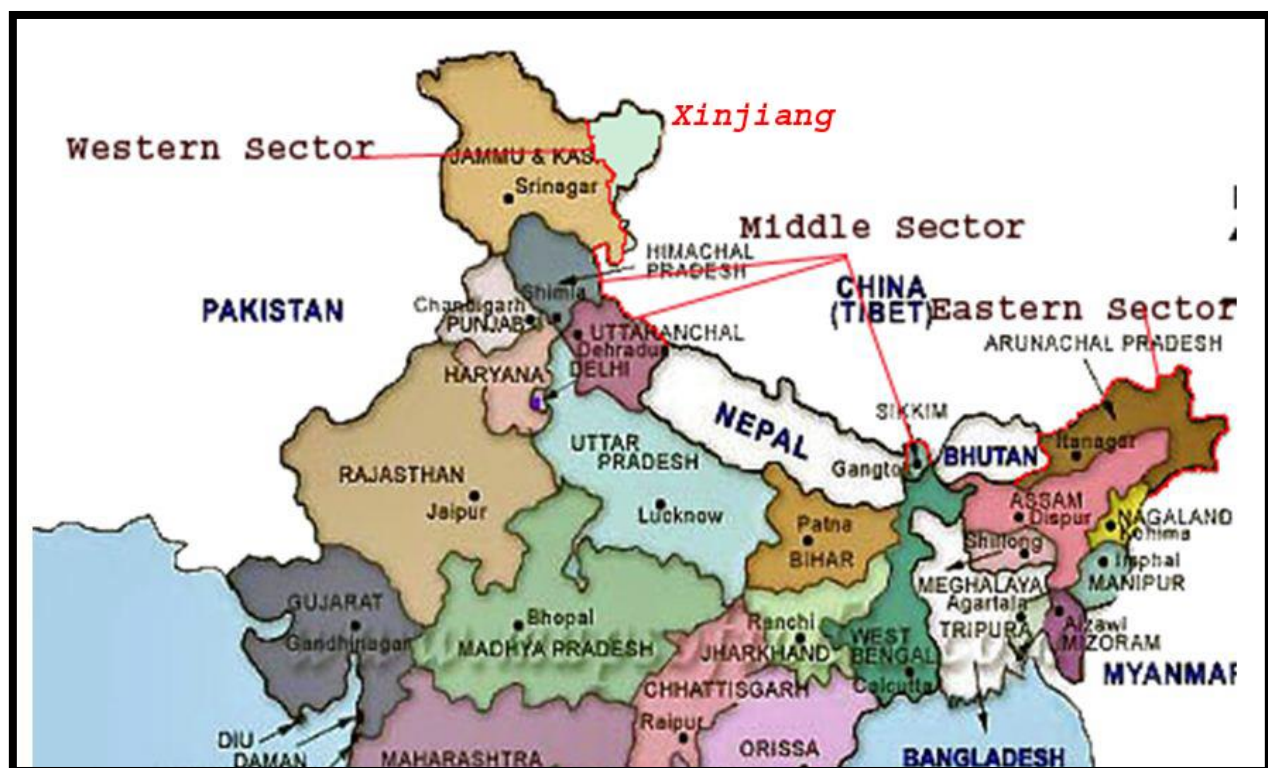 Xinjiang
Western Sector
JAMMU & KAS.
Srinagar
Middle Sector
HIMACHAL
PRADESH
CHINA
(TIBET)
Eastern Sector
ARUNACHAL PRADESH
PAKISTAN
Shimla
Chandigarh
PUNJAB
UTTARANCHAL
Dehradu
DELHI
HARYANA
NEPAL
SIKKIM
Gangto
BHUTAN
Itanagar
UTTAR
PRADESH
Lucknow
RAJASTHAN
Jaipur
Patna
BIHAR
ASSAM
Dispur
NAGALAND
Kohima
Shillong
Imphal
MANIPUR
MEGHALAYA
Agartala
TRIPURA
Aizawl
MIZORAM
MYANMAR
GUJARAT
Gandhinagar
Bhopal
MADHYA PRADESH
Ranchi
JHARKHAND
WEST
BENGAL
Calcutta
CHHATTISGARH
Raipur
ORISSA
DIU
DAMAN
MAHARASHTRA
BANGLADESH